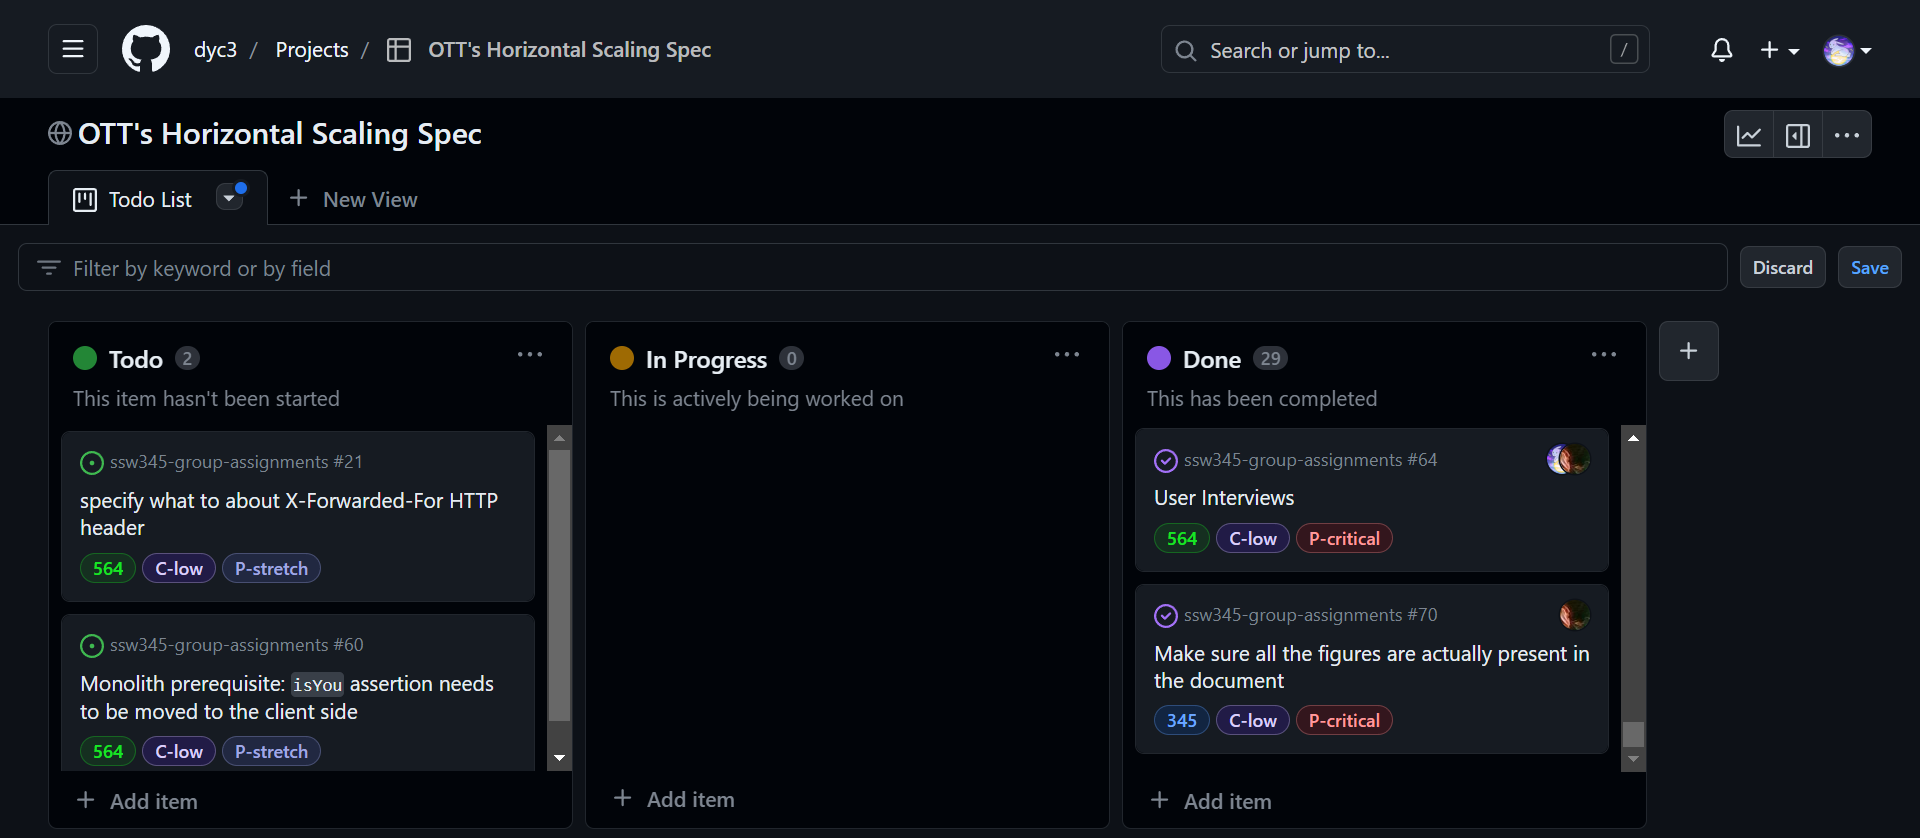 dyc3 / Projects / OTT's Horizontal Scaling Spec
Search or jump to... /
OTT's Horizontal Scaling Spec
Todo List
New View
Filter by keyword or by field
Discard
Save
Todo 2
This item hasn't been started
ssw345-group-assignments #21
specify what to about X-Forwarded-For HTTP
header
564 C-low P-stretch
ssw345-group-assignments #60
Monolith prerequisite: isYou assertion needs
to be moved to the client side
564 C-low P-stretch
+ Add item
In Progress 0
This is actively being worked on
+ Add item
Done 29
This has been completed
ssw345-group-assignments #64
User Interviews
564 C-low P-critical
ssw345-group-assignments #70
Make sure all the figures are actually present in
the document
345 C-low P-critical
+ Add item